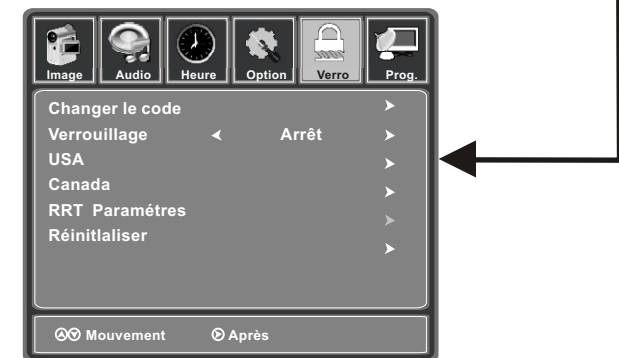 Image Audio Heure Option Verro Prog.
Changer le code
Verrouillage Arrêt
USA
Canada
RRT Paramétres
Réinitlaliser
Mouvement Après